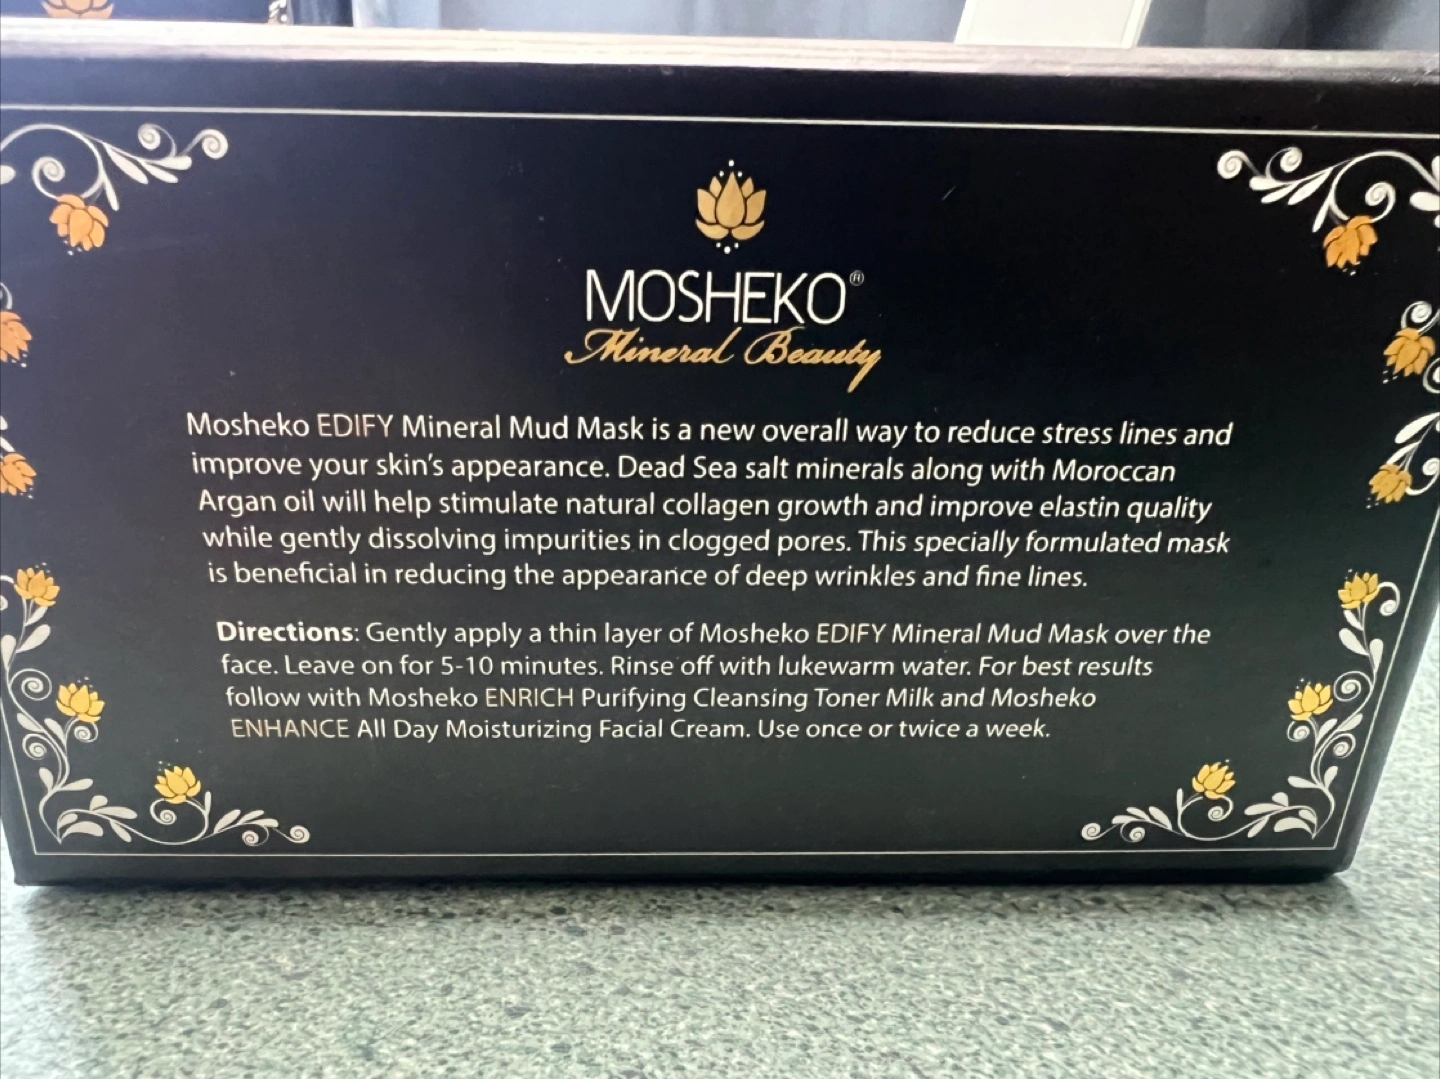 MOSHEKO®
Mineral Beauty
Mosheko EDIFY Mineral Mud Mask is a new overall way to reduce stress lines and
improve your skin's appearance. Dead Sea salt minerals along with Moroccan
Argan oil will help stimulate natural collagen growth and improve elastin quality
while gently dissolving impurities in clogged pores. This specially formulated mask
is beneficial in reducing the appearance of deep wrinkles and fine lines.
Directions: Gently apply a thin layer of Mosheko EDIFY Mineral Mud Mask over the
face. Leave on for 5-10 minutes. Rinse off with lukewarm water. For best results
follow with Mosheko ENRICH Purifying Cleansing Toner Milk and Mosheko
ENHANCE All Day Moisturizing Facial Cream. Use once or twice a week.